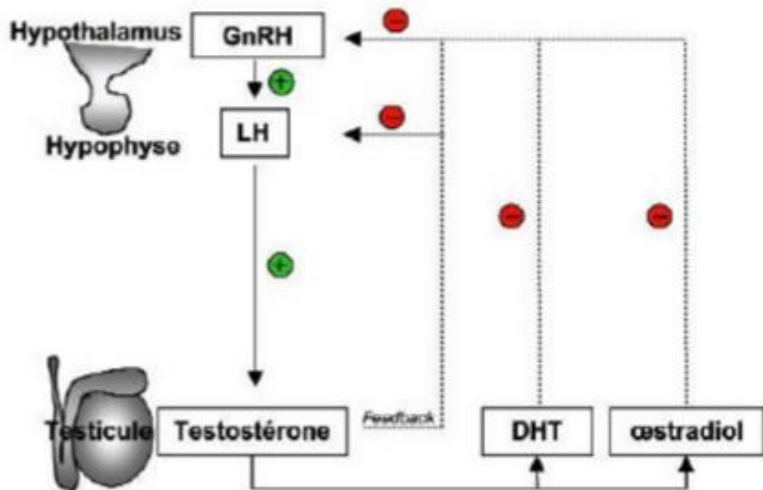 Hypothalamus
GnRH
LH
Hypophyse
Testicule
Testostérone
Feedback
DHT
œstradiol